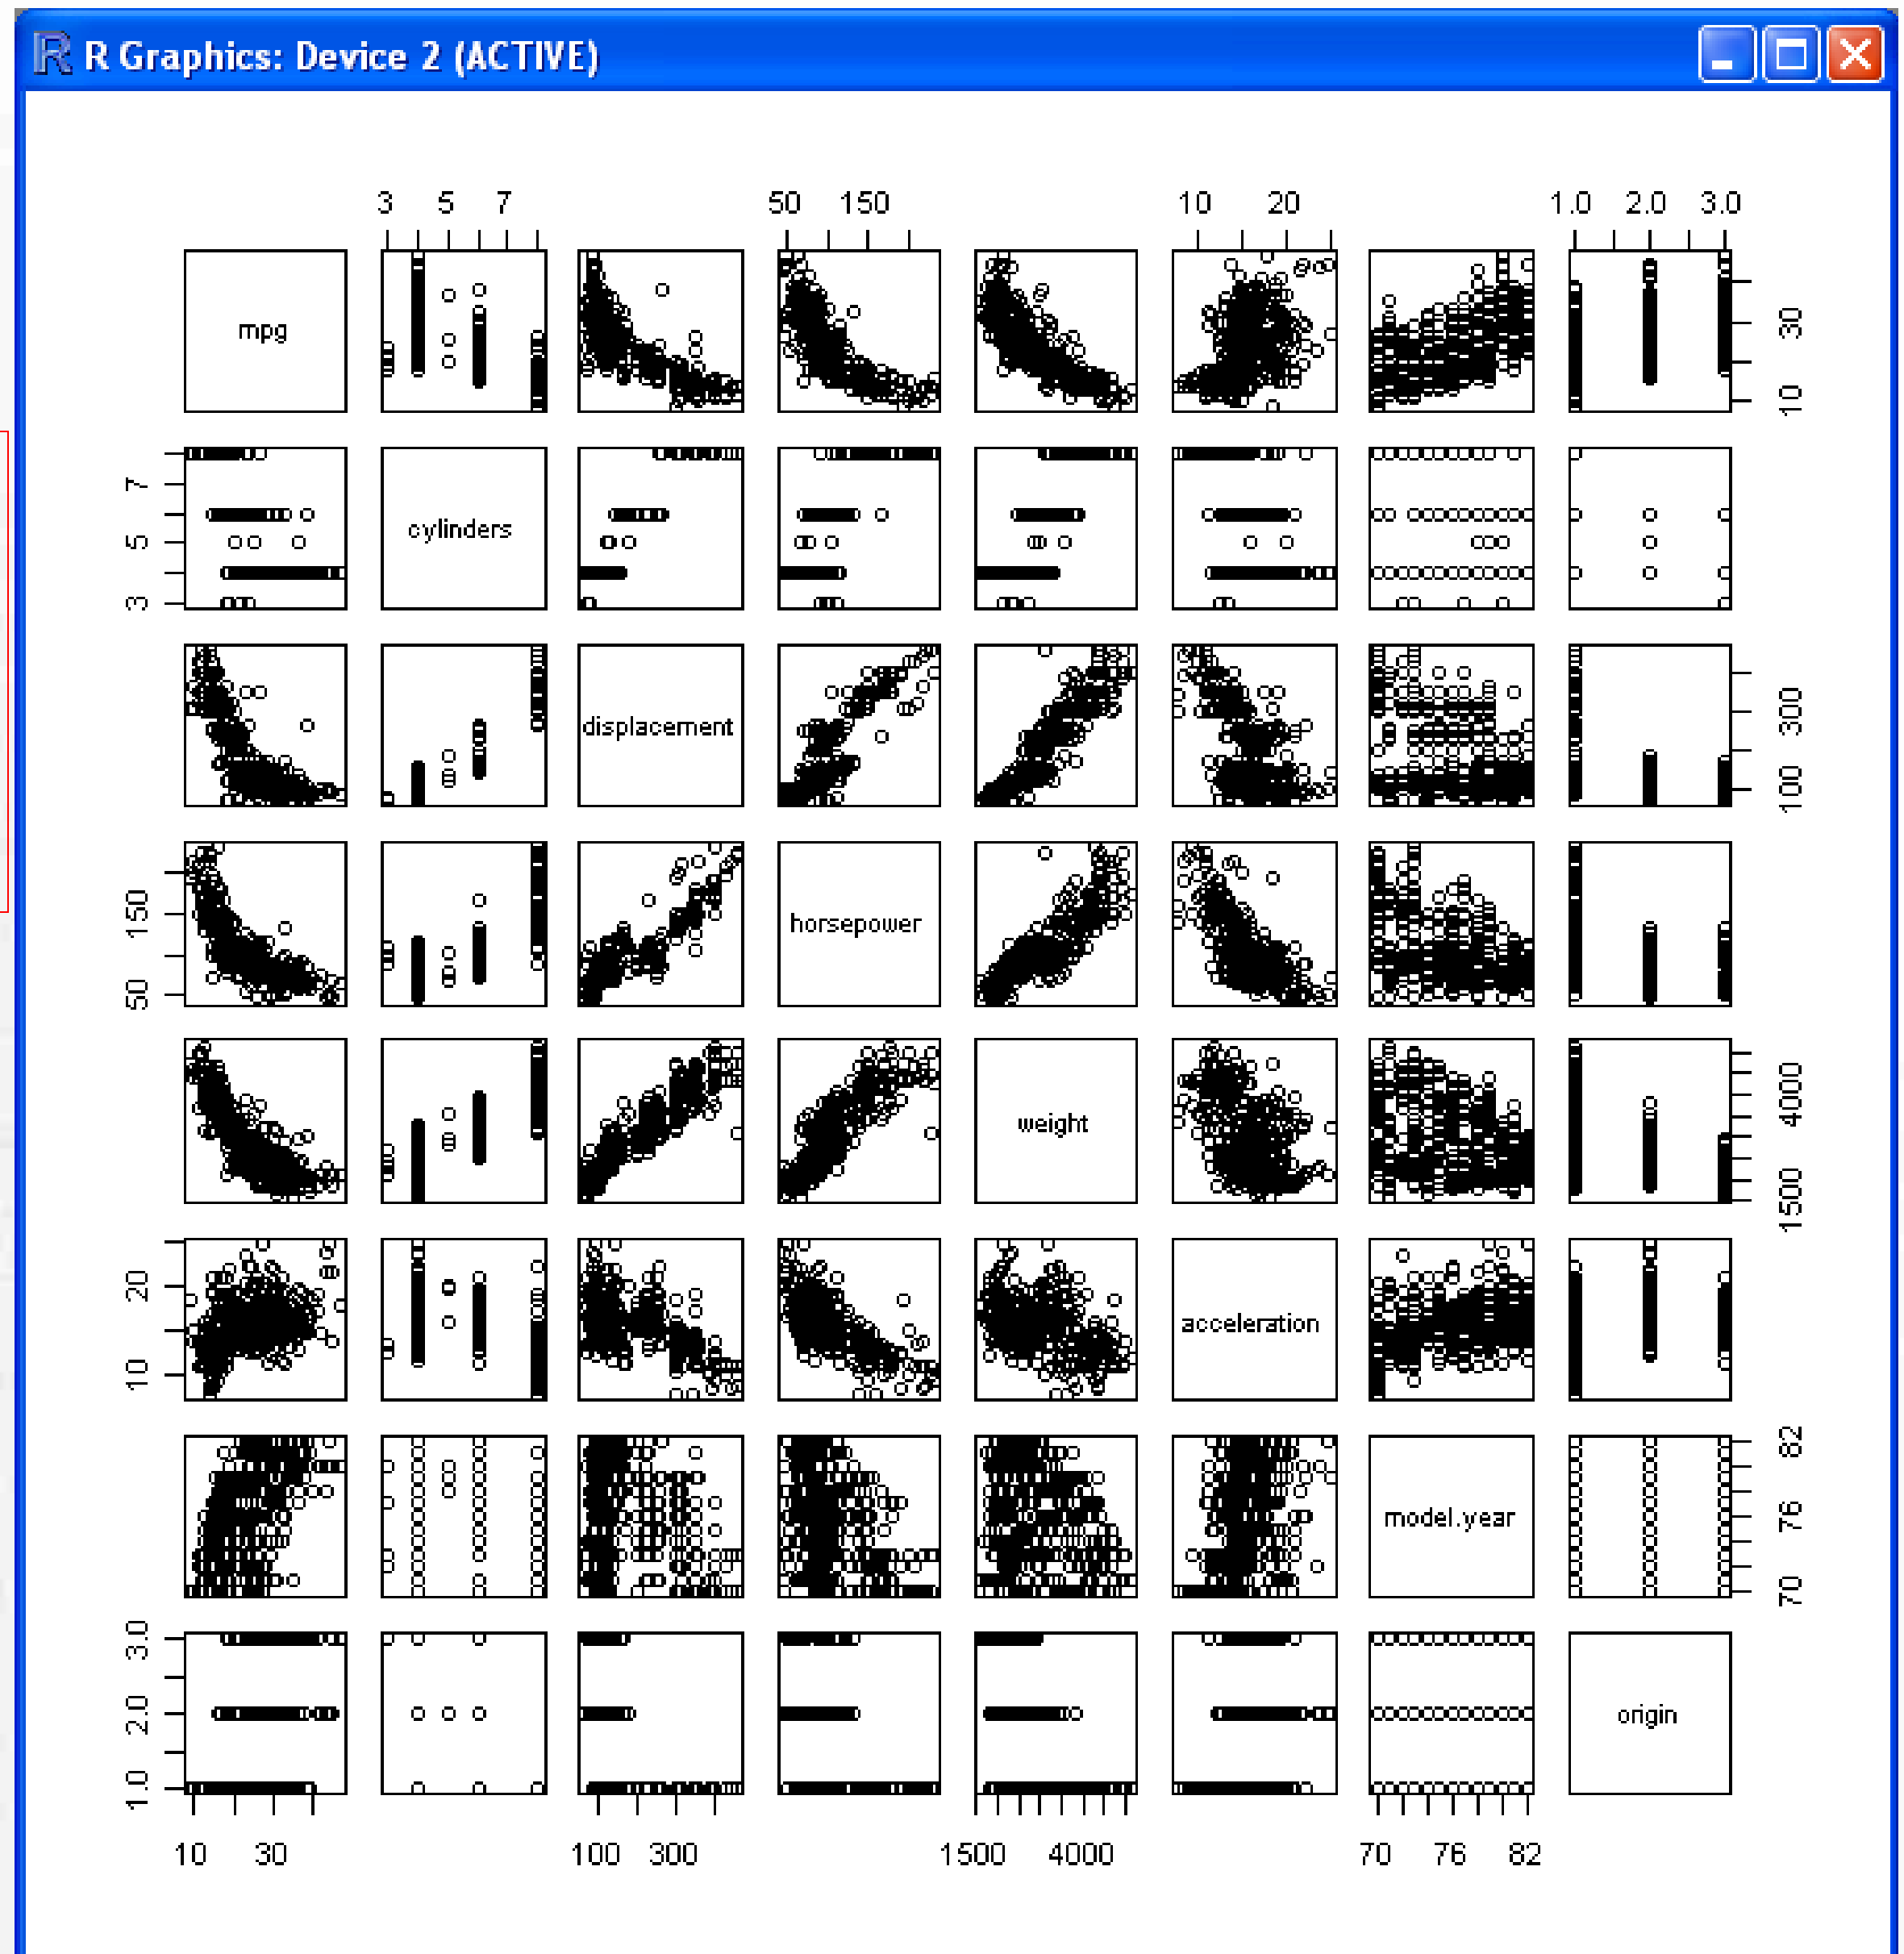 R Graphics: Device 2 (ACTIVE)
3 5 7
50 150
10 20
1.0 2.0 3.0
mpg
10 30
3 5 7
cylinders
displacement
100 300
50 150
horsepower
weight
1500 4000
10 20
acceleration
model.year
70 76 82
1.0 2.0 3.0
origin
10 30
100 300
1500 4000
70 76 82